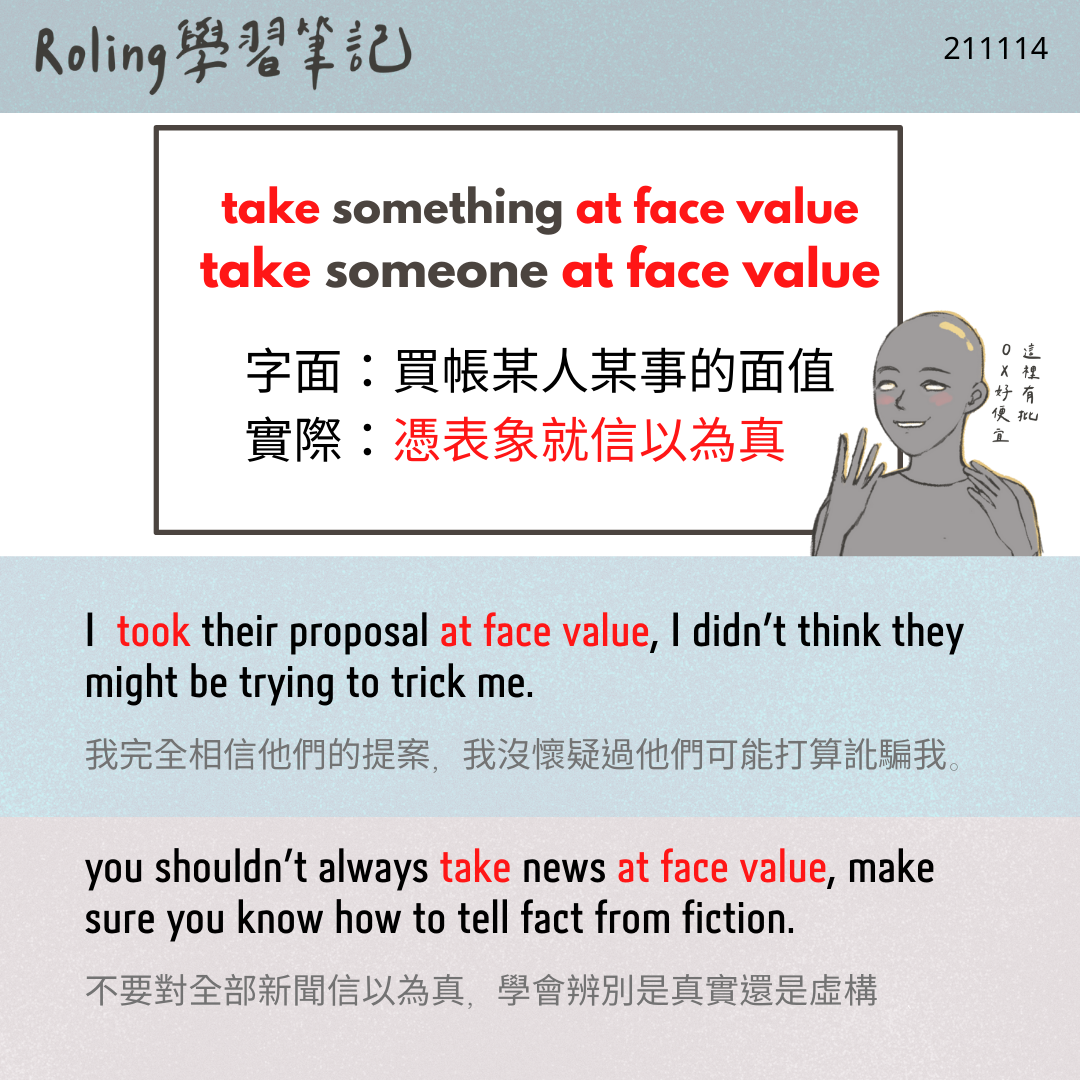 Roling學習筆記
211114
take something at face value
take someone at face value
字面：買帳某人某事的面值
實際：憑表象就信以為真
這裡有批
OX好便宜
I took their proposal at face value, I didn't think they
might be trying to trick me.
我完全相信他們的提案，我沒懷疑過他們可能打算訛騙我。
you shouldn't always take news at face value, make
sure you know how to tell fact from fiction.
不要對全部新聞信以為真，學會辨別是真實還是虛構